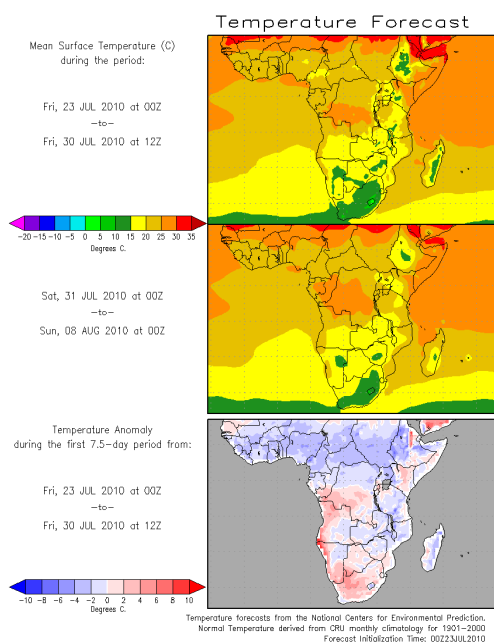 Temperature Forecast
Mean Surface Temperature (C)
during the period:
Fri, 23 JUL 2010 at 00Z
-to-
Fri, 30 JUL 2010 at 12Z
-20 -15 -10 -5 0 5 10 15 20 25 30 35
Degrees C.
Sat, 31 JUL 2010 at 00Z
-to-
Sun, 08 AUG 2010 at 00Z
Temperature Anomaly
during the first 7.5-day period from:
Fri, 23 JUL 2010 at 00Z
-to-
Fri, 30 JUL 2010 at 12Z
-10 -8 -6 -4 -2 0 2 4 6 8 10
Degrees C.
Temperature forecasts from the National Centers for Environmental Prediction.
Normal Temperature derived from CRU monthly climatology for 1901-2000
Forecast Initialization Time: 00Z23JUL2010